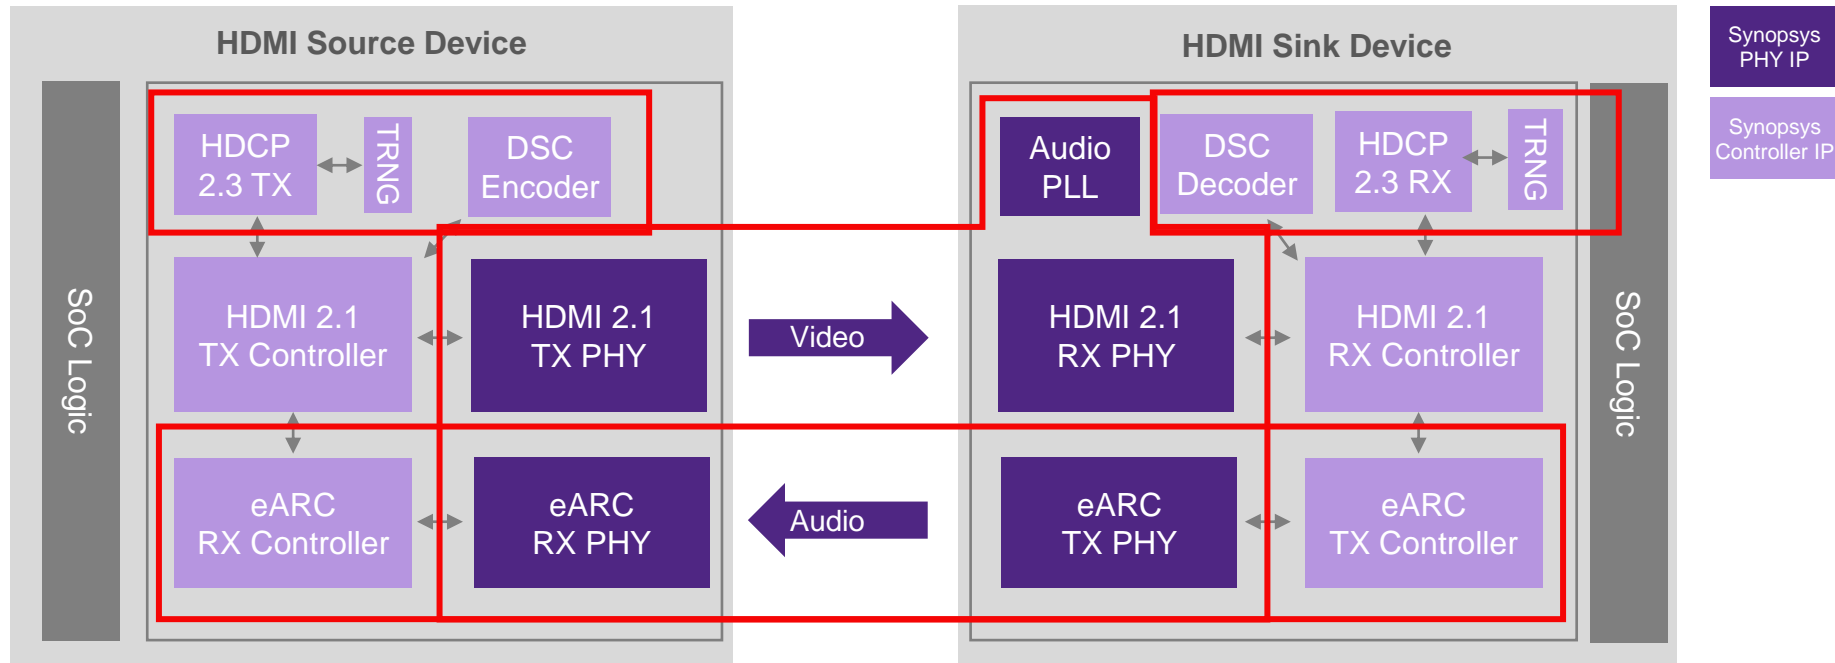 HDMI Source Device
SoC Logic
HDCP
2.3 TX
TRNG
DSC
Encoder
HDMI 2.1
TX Controller
HDMI 2.1
TX PHY
eARC
RX Controller
eARC
RX PHY
Video
Audio
HDMI Sink Device
Audio
PLL
DSC
Decoder
HDCP
2.3 RX
TRNG
HDMI 2.1
RX PHY
HDMI 2.1
RX Controller
eARC
TX PHY
eARC
TX Controller
SoC Logic
Synopsys
PHY IP
Synopsys
Controller IP